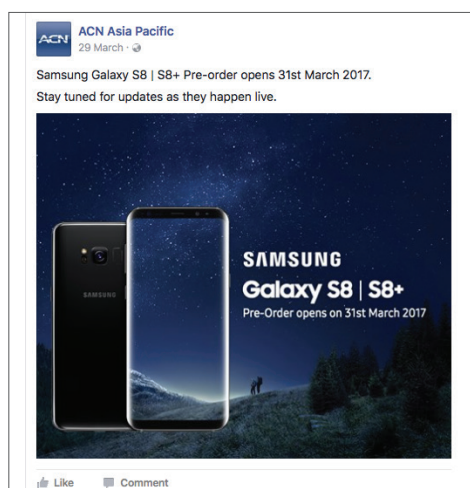 ACN
ACN Asia Pacific
29 March ·
Samsung Galaxy S8 | S8+ Pre-order opens 31st March 2017.
Stay tuned for updates as they happen live.
SAMSUNG
SAMSUNG
Galaxy S8 | S8+
Pre-Order opens on 31st March 2017
Like Comment